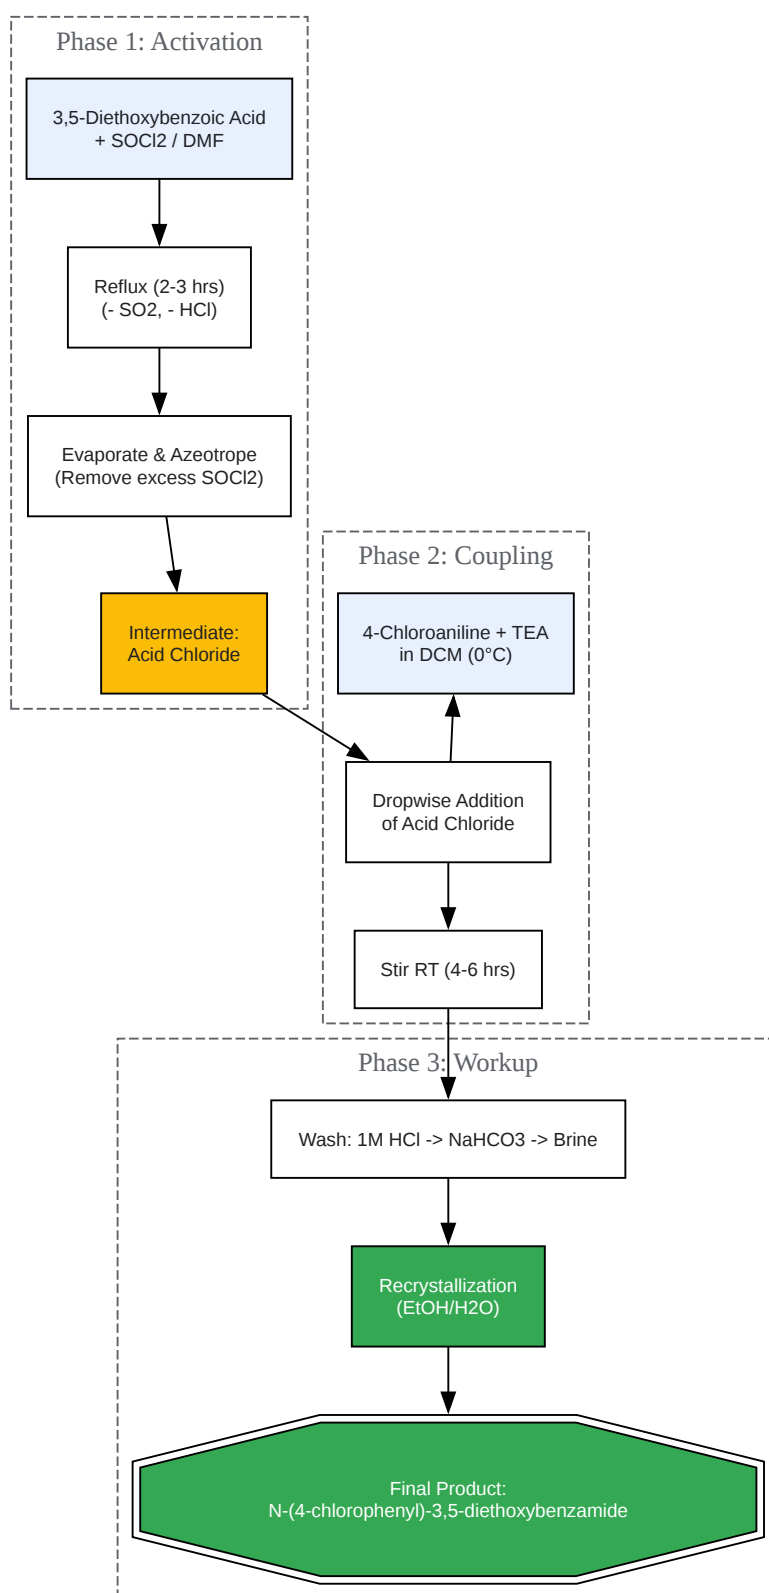 Phase 1: Activation
3,5-Diethoxybenzoic Acid
+ SOCl2 / DMF
Reflux (2-3 hrs)
(- SO2, - HCl)
Evaporate & Azeotrope
(Remove excess SOCl2)
Intermediate:
Acid Chloride
Phase 2: Coupling
4-Chloroaniline + TEA
in DCM (0°C)
Dropwise Addition
of Acid Chloride
Stir RT (4-6 hrs)
Phase 3: Workup
Wash: 1M HCl -> NaHCO3 -> Brine
Recrystallization
(EtOH/H2O)
Final Product:
N-(4-chlorophenyl)-3,5-diethoxybenzamide